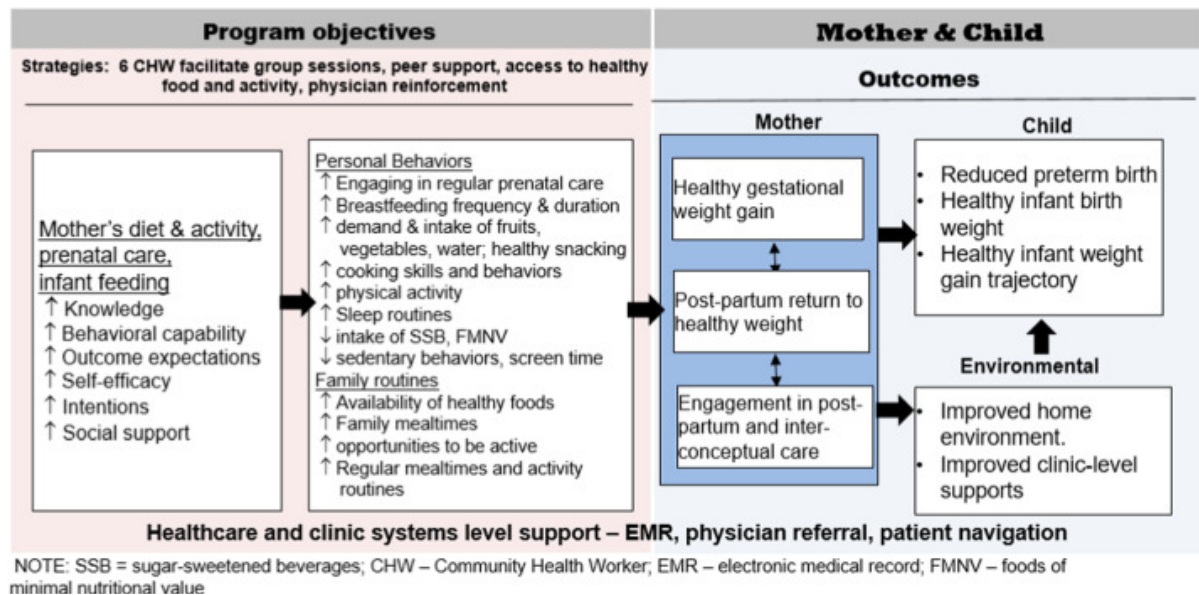 Program objectives
Strategies: 6 CHW facilitate group sessions, peer support, access to healthy
food and activity, physician reinforcement
Mother's diet & activity,
prenatal care,
infant feeding
↑ Knowledge
↑ Behavioral capability
↑ Outcome expectations
↑ Self-efficacy
↑ Intentions
↑ Social support
Personal Behaviors
↑ Engaging in regular prenatal care
↑ Breastfeeding frequency & duration
↑ demand & intake of fruits,
vegetables, water; healthy snacking
↑ cooking skills and behaviors
↑ physical activity
↑ Sleep routines
↓ intake of SSB, FMNV
↓ sedentary behaviors, screen time
Family routines
↑ Availability of healthy foods
↑ Family mealtimes
↑ opportunities to be active
↑ Regular mealtimes and activity
routines
Mother & Child
Outcomes
Mother
Healthy gestational
weight gain
Post-partum return to
healthy weight
Engagement in post-
partum and inter-
conceptual care
Child
• Reduced preterm birth
• Healthy infant birth
weight
• Healthy infant weight
gain trajectory
Environmental
• Improved home
environment.
• Improved clinic-level
supports
Healthcare and clinic systems level support – EMR, physician referral, patient navigation
NOTE: SSB = sugar-sweetened beverages; CHW – Community Health Worker; EMR – electronic medical record; FMNV – foods of
minimal nutritional value